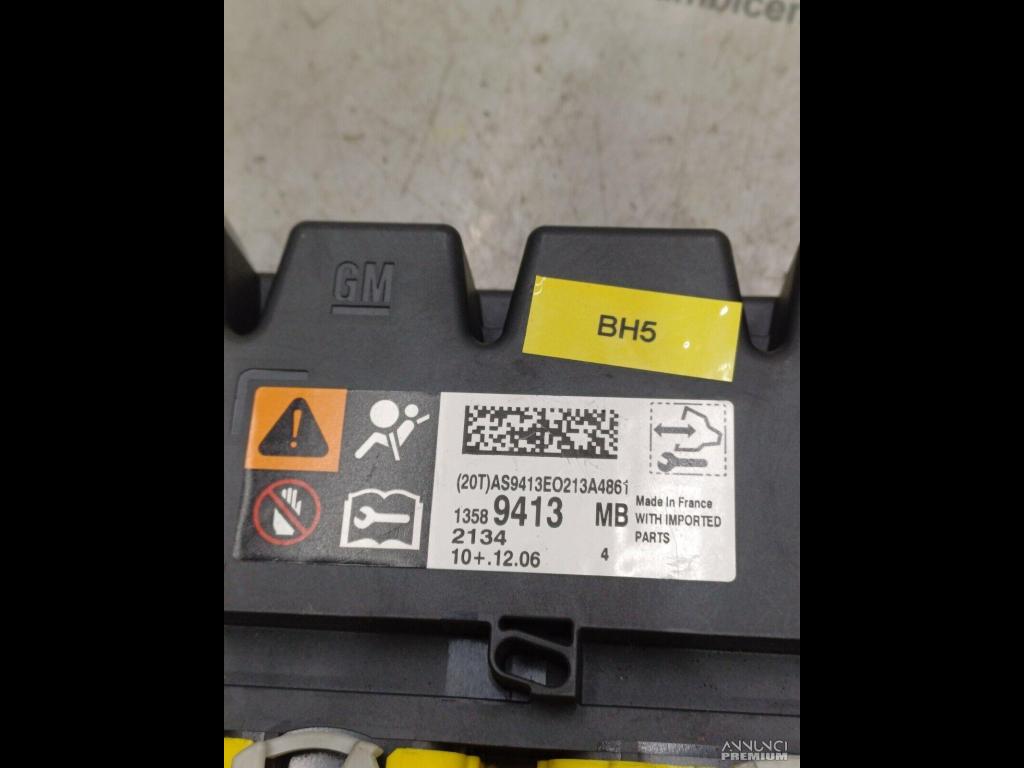 GM
BH5
(20T)AS9413EO213A4861
1358 9413 MB
2134
10+.12.06 4
Made In France
WITH IMPORTED
PARTS
ANNUNCI
PREMIUM